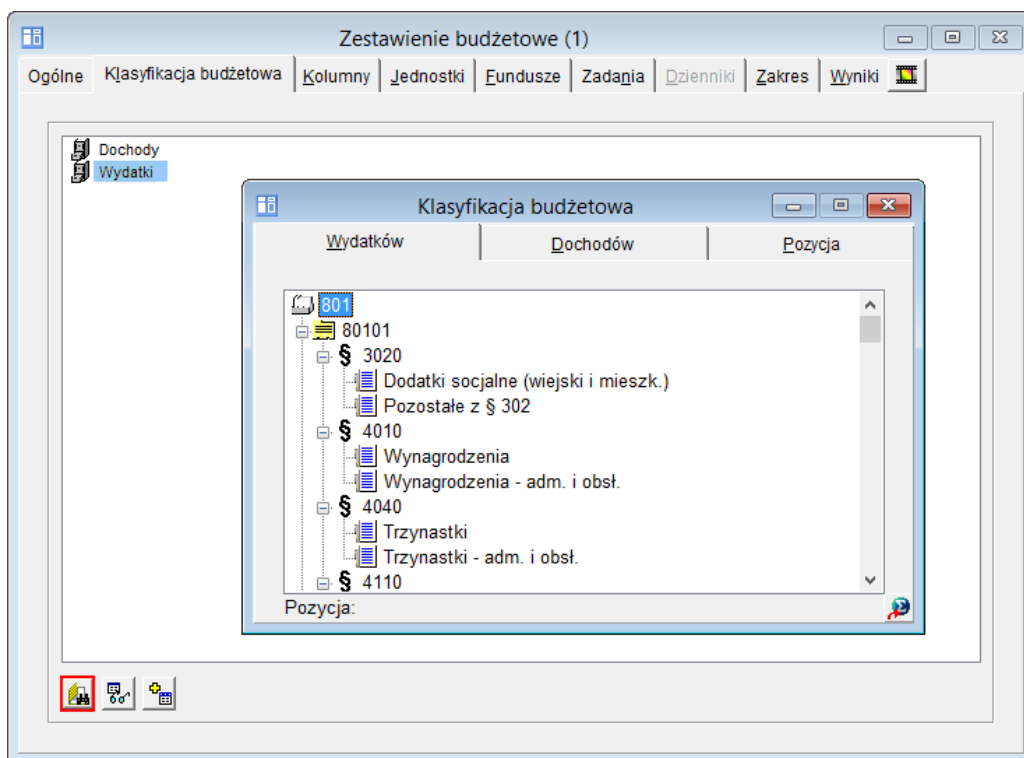 Zestawienie budżetowe (1)
Ogólne Klasyfikacja budżetowa Kolumny Jednostki Fundusze Zadania Dzienniki Zakres Wyniki
Dochody
Wydatki
Klasyfikacja budżetowa
Wydatków Dochodów Pozycja
801
80101
§ 3020
Dodatki socjalne (wiejski i mieszk.)
Pozostałe z § 302
§ 4010
Wynagrodzenia
Wynagrodzenia - adm. i obsł.
§ 4040
Trzynastki
Trzynastki - adm. i obsł.
§ 4110
Pozycja: